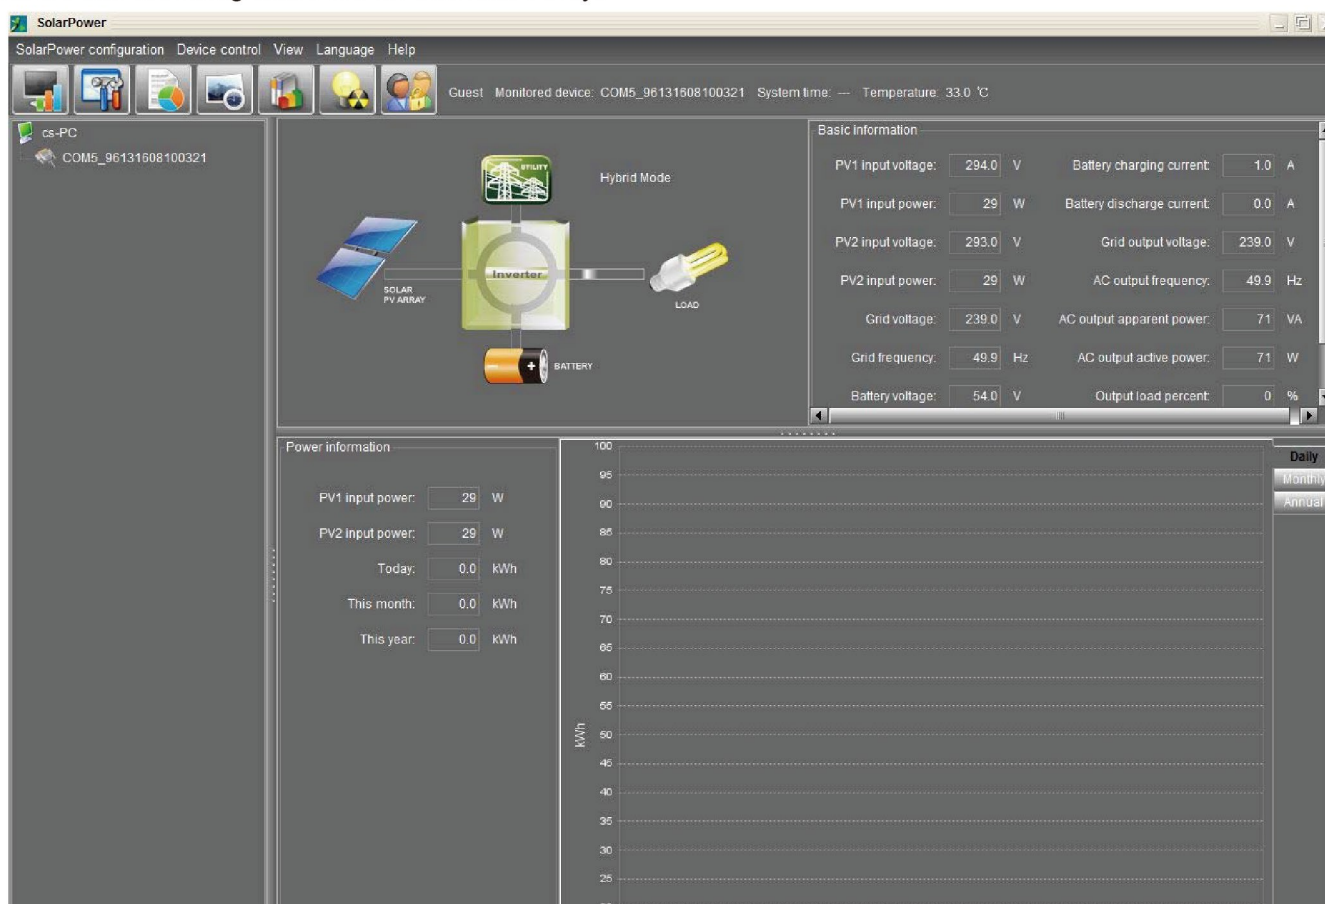 SolarPower
SolarPower configuration Device control View Language Help
Guest Monitored device: COM5_96131608100321 System time: --- Temperature: 33.0 °C
cs-PC
COM5_96131608100321
UTILITY
Hybrid Mode
Inverter
SOLAR
PV ARRAY
LOAD
BATTERY
Basic information
PV1 input voltage: 294.0 V Battery charging current: 1.0 A
PV1 input power: 29 W Battery discharge current: 0.0 A
PV2 input voltage: 293.0 V Grid output voltage: 239.0 V
PV2 input power: 29 W AC output frequency: 49.9 Hz
Grid voltage: 239.0 V AC output apparent power: 71 VA
Grid frequency: 49.9 Hz AC output active power: 71 W
Battery voltage: 54.0 V Output load percent: 0 %
Power information
PV1 input power: 29 W
PV2 input power: 29 W
Today: 0.0 kWh
This month: 0.0 kWh
This year: 0.0 kWh
100
95
90
85
80
75
70
65
60
55
50
45
40
35
30
25
kWh
Daily
Monthly
Annual